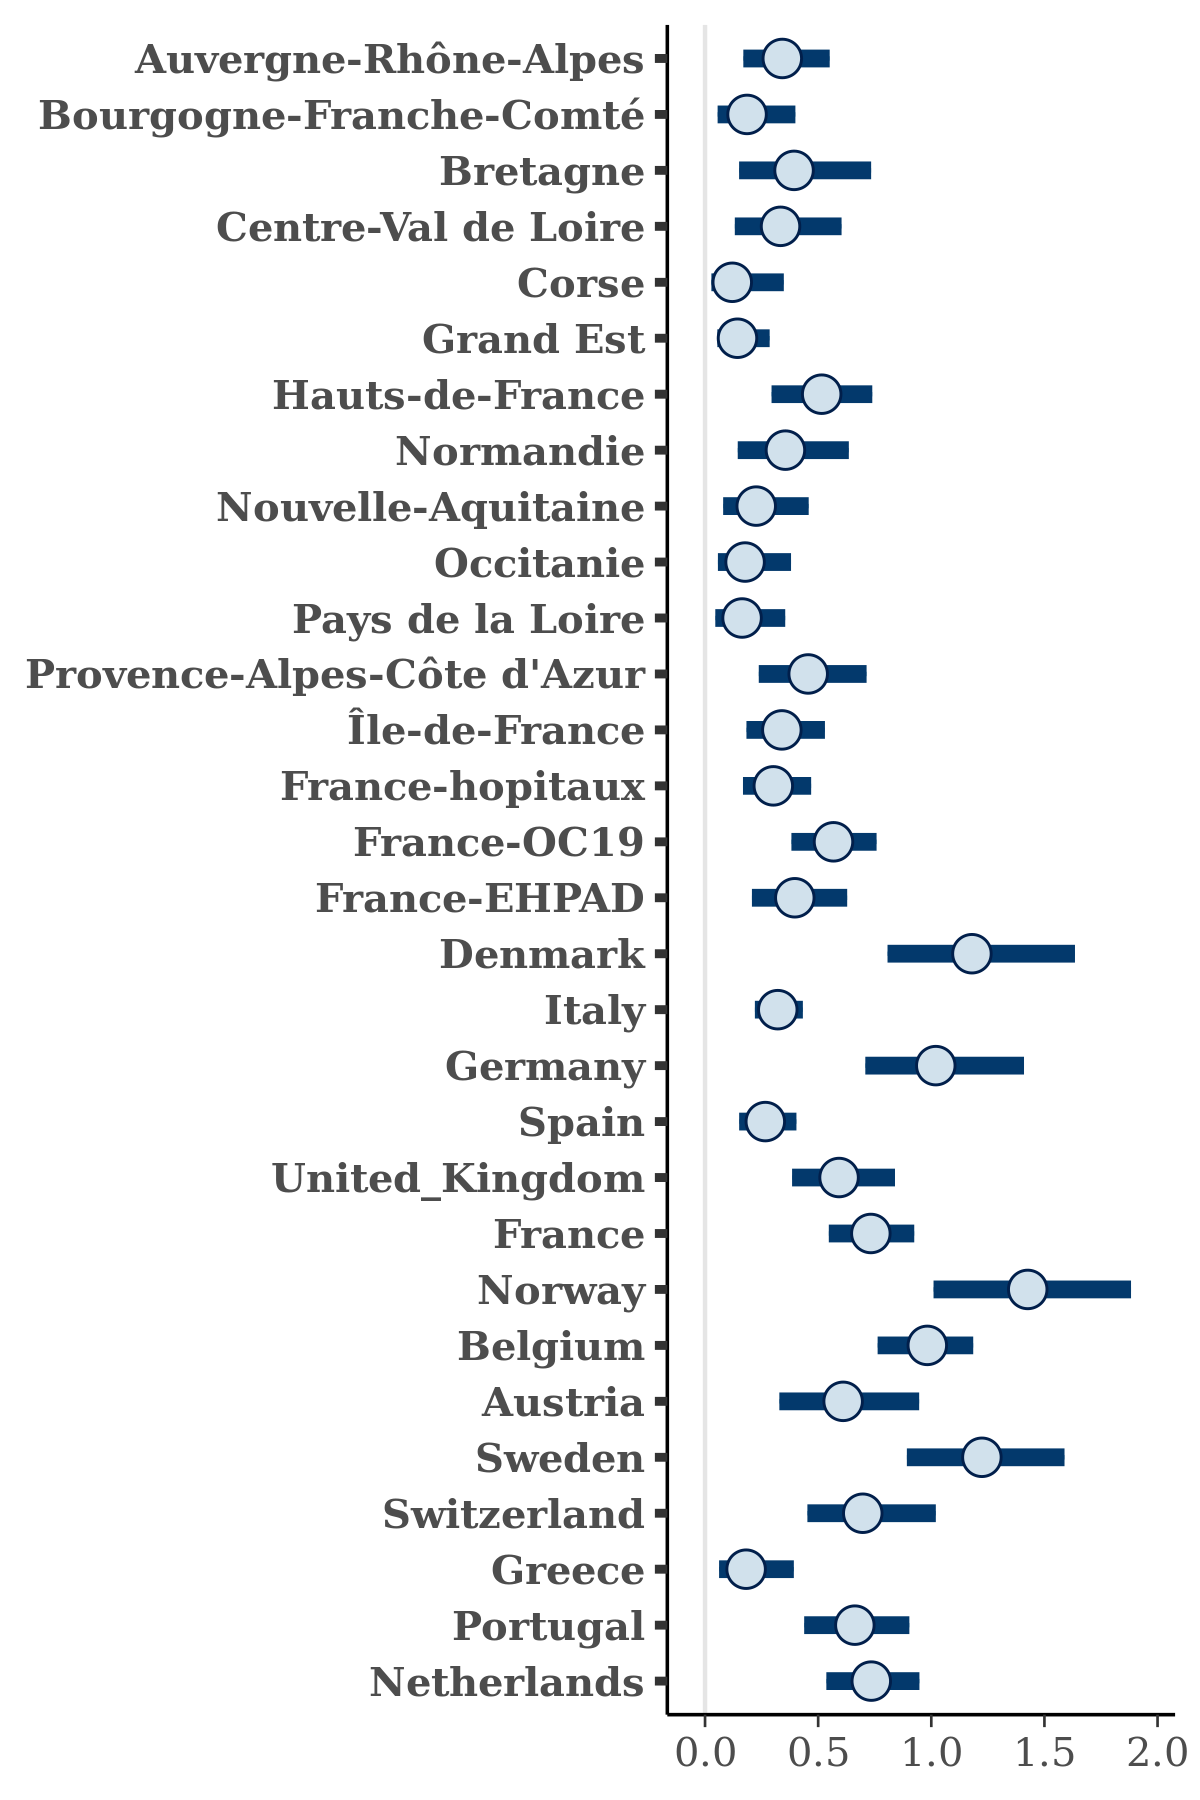 Auvergne-Rhône-Alpes
Bourgogne-Franche-Comté
Bretagne
Centre-Val de Loire
Corse
Grand Est
Hauts-de-France
Normandie
Nouvelle-Aquitaine
Occitanie
Pays de la Loire
Provence-Alpes-Côte d'Azur
Île-de-France
France-hopitaux
France-OC19
France-EHPAD
Denmark
Italy
Germany
Spain
United_Kingdom
France
Norway
Belgium
Austria
Sweden
Switzerland
Greece
Portugal
Netherlands
0.0 0.5 1.0 1.5 2.0